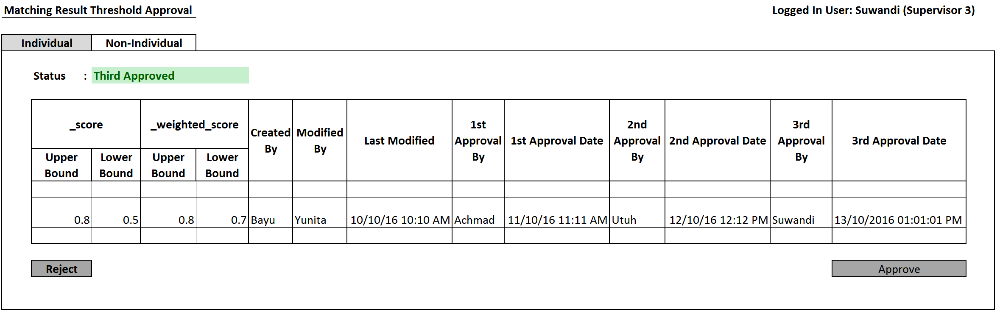 Matching Result Threshold Approval
Logged In User: Suwandi (Supervisor 3)
Individual
Non-Individual
Status : Third Approved
_score
_weighted_score
Upper
Bound
Lower
Bound
Upper
Bound
Lower
Bound
Created
By
Modified
By
Last Modified
1st
Approval
By
1st Approval Date
2nd
Approval
By
2nd Approval Date
3rd
Approval
By
3rd Approval Date
0.8 0.5 0.8 0.7 Bayu Yunita 10/10/16 10:10 AM Achmad 11/10/16 11:11 AM Utuh 12/10/16 12:12 PM Suwandi 13/10/2016 01:01:01 PM
Reject
Approve